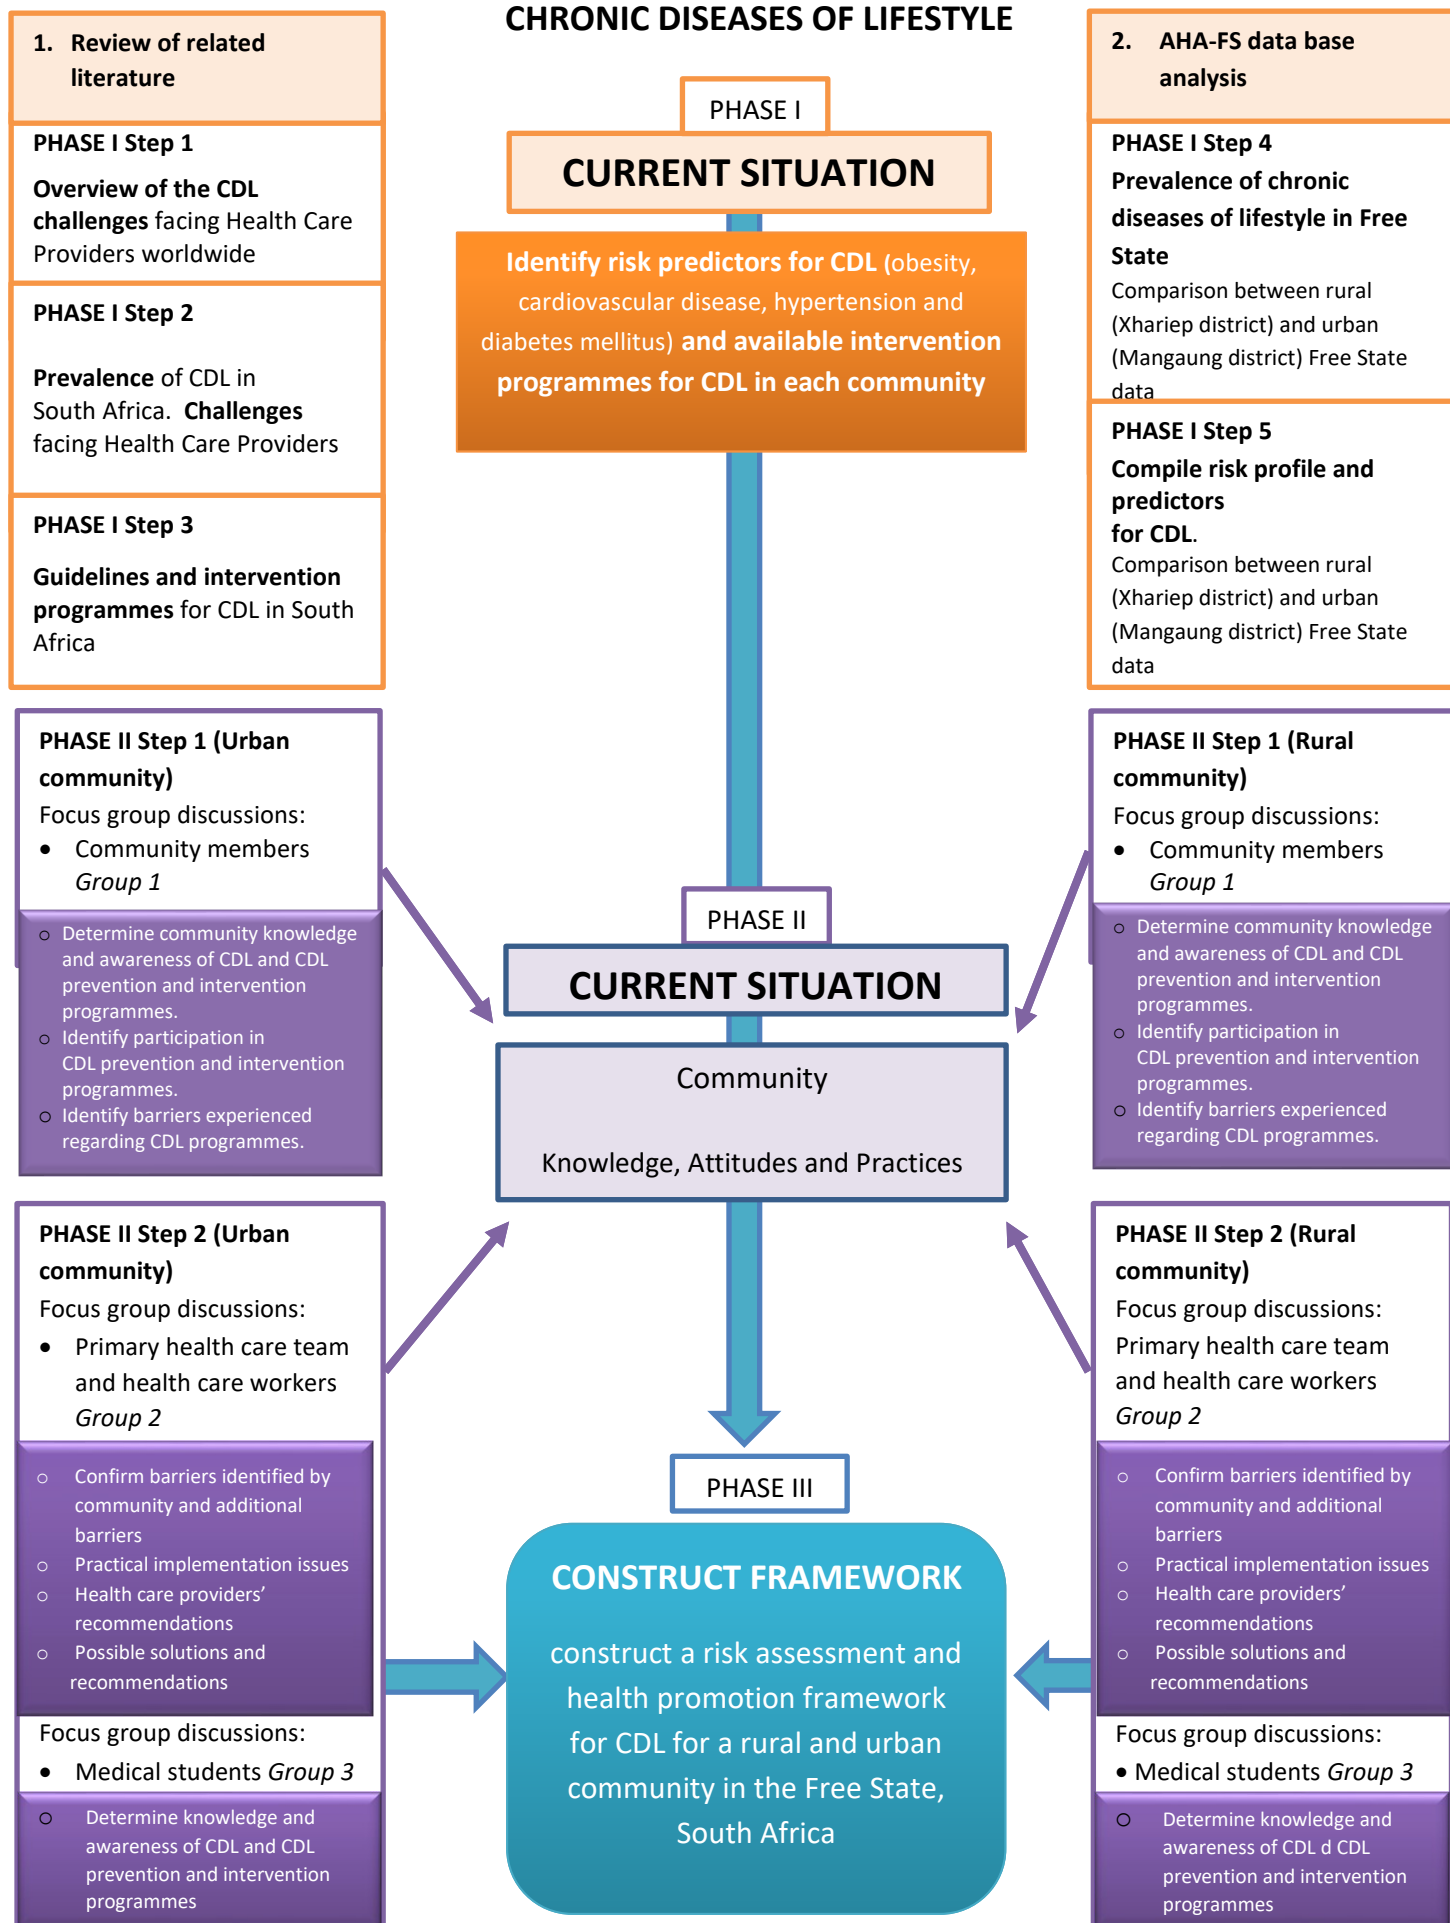 CHRONIC DISEASES OF LIFESTYLE
1. Review of related
literature
PHASE I Step 1
Overview of the CDL
challenges facing Health Care
Providers worldwide
PHASE I Step 2
Prevalence of CDL in
South Africa. Challenges
facing Health Care Providers
PHASE I Step 3
Guidelines and intervention
programmes for CDL in South
Africa
PHASE I
CURRENT SITUATION
Identify risk predictors for CDL (obesity,
cardiovascular disease, hypertension and
diabetes mellitus) and available intervention
programmes for CDL in each community
2. AHA-FS data base
analysis
PHASE I Step 4
Prevalence of chronic
diseases of lifestyle in Free
State
Comparison between rural
(Xhariep district) and urban
(Mangaung district) Free State
data
PHASE I Step 5
Compile risk profile and
predictors
for CDL.
Comparison between rural
(Xhariep district) and urban
(Mangaung district) Free State
data
PHASE II Step 1 (Urban
community)
Focus group discussions:
• Community members
Group 1
o Determine community knowledge
and awareness of CDL and CDL
prevention and intervention
programmes.
o Identify participation in
CDL prevention and intervention
programmes.
o Identify barriers experienced
regarding CDL programmes.
PHASE II
CURRENT SITUATION
Community
Knowledge, Attitudes and Practices
PHASE II Step 1 (Rural
community)
Focus group discussions:
• Community members
Group 1
o Determine community knowledge
and awareness of CDL and CDL
prevention and intervention
programmes.
o Identify participation in
CDL prevention and intervention
programmes.
o Identify barriers experienced
regarding CDL programmes.
PHASE II Step 2 (Urban
community)
Focus group discussions:
• Primary health care team
and health care workers
Group 2
o Confirm barriers identified by
community and additional
barriers
o Practical implementation issues
o Health care providers’
recommendations
o Possible solutions and
recommendations
Focus group discussions:
• Medical students Group 3
o Determine knowledge and
awareness of CDL and CDL
prevention and intervention
programmes
PHASE III
CONSTRUCT FRAMEWORK
construct a risk assessment and
health promotion framework
for CDL for a rural and urban
community in the Free State,
South Africa
PHASE II Step 2 (Rural
community)
Focus group discussions:
Primary health care team
and health care workers
Group 2
o Confirm barriers identified by
community and additional
barriers
o Practical implementation issues
o Health care providers’
recommendations
o Possible solutions and
recommendations
Focus group discussions:
• Medical students Group 3
o Determine knowledge and
awareness of CDL d CDL
prevention and intervention
programmes